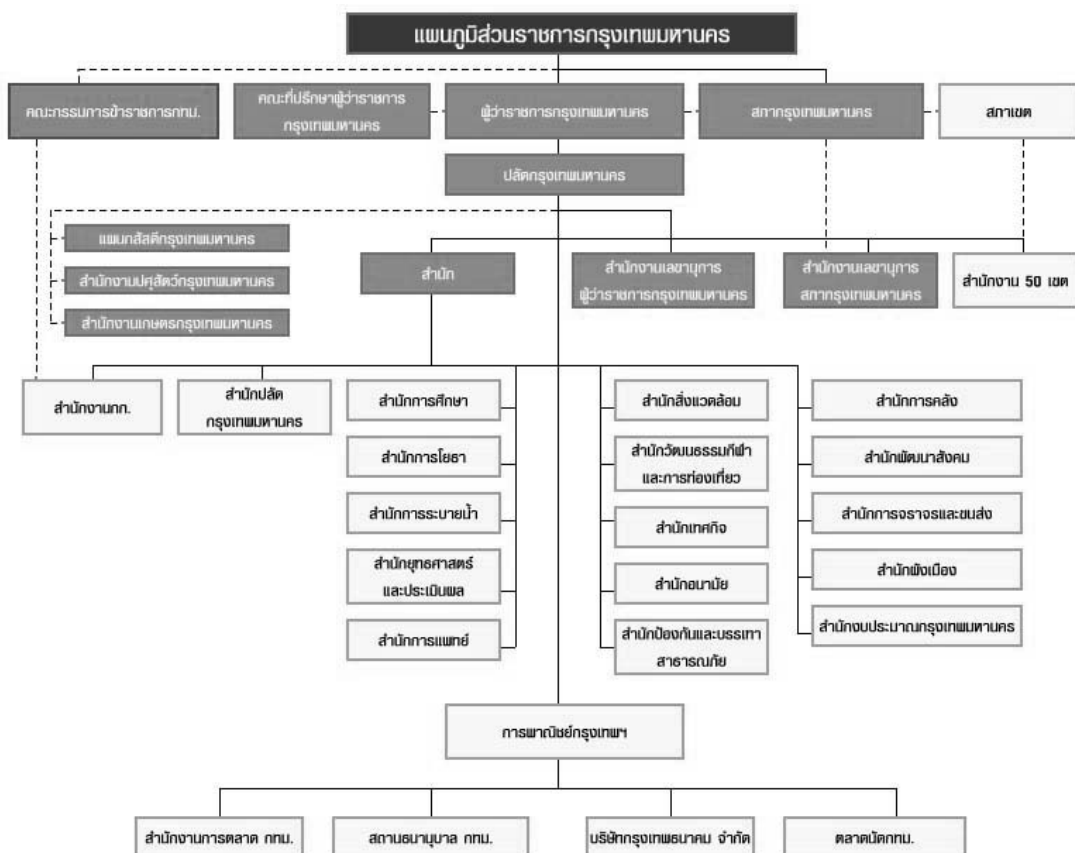 แผนภูมิส่วนราชการกรุงเทพมหานคร
คณะกรรมการข้าราชการกทม.
คณะที่ปรึกษาผู้ว่าราชการ
กรุงเทพมหานคร
ผู้ว่าราชการกรุงเทพมหานคร
สภากรุงเทพมหานคร
สภาเขต
ปลัดกรุงเทพมหานคร
แผนกสัสดีกรุงเทพมหานคร
สำนักงานปศุสัตว์กรุงเทพมหานคร
สำนักงานเกษตรกรุงเทพมหานคร
สำนัก
สำนักงานเลขานุการ
ผู้ว่าราชการกรุงเทพมหานคร
สำนักงานเลขานุการ
สภากรุงเทพมหานคร
สำนักงาน 50 เขต
สำนักงานกก.
สำนักปลัด
กรุงเทพมหานคร
สำนักการศึกษา
สำนักการโยธา
สำนักการระบายน้ำ
สำนักยุทธศาสตร์
และประเมินผล
สำนักการแพทย์
สำนักสิ่งแวดล้อม
สำนักวัฒนธรรมกีฬา
และการท่องเที่ยว
สำนักเทศกิจ
สำนักอนามัย
สำนักป้องกันและบรรเทา
สาธารณภัย
สำนักการคลัง
สำนักพัฒนาสังคม
สำนักการจราจรและขนส่ง
สำนักผังเมือง
สำนักงบประมาณกรุงเทพมหานคร
การพาณิชย์กรุงเทพฯ
สำนักงานการตลาด กทม.
สถานธนานุบาล กทม.
บริษัทกรุงเทพธนาคม จำกัด
ตลาดนัดกทม.